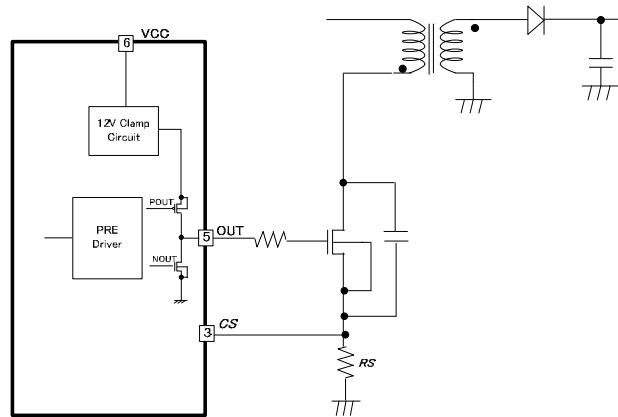 6 VCC
12V Clamp
Circuit
POUT
PRE
Driver
5 OUT
NOUT
3 CS
RS